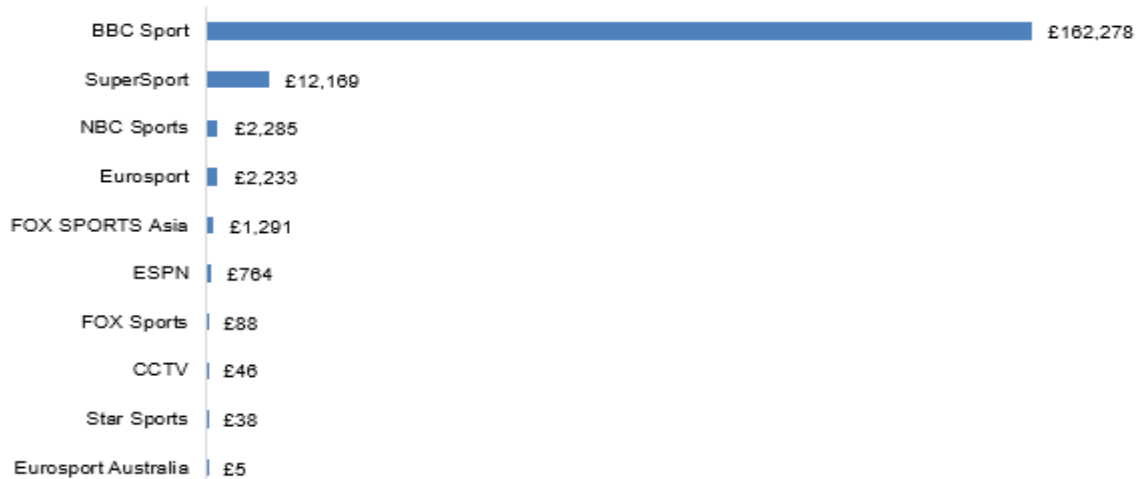 BBC Sport £162,278
SuperSport £12,169
NBC Sports £2,285
Eurosport £2,233
FOX SPORTS Asia £1,291
ESPN £764
FOX Sports £88
CCTV £46
Star Sports £38
Eurosport Australia £5